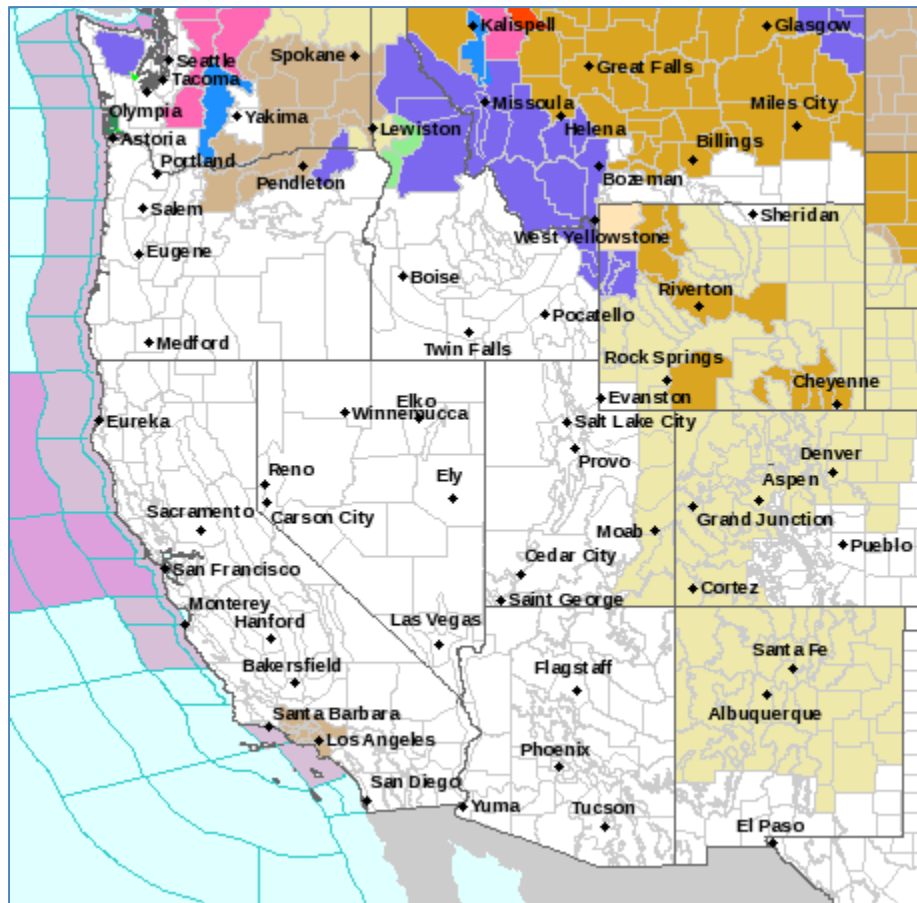 Kalispell
Glasgow
Seattle
Spokane
Great Falls
Tacoma
Olympia
Yakima
Missoula
Miles City
Astoria
Lewiston
Helena
Portland
Billings
Pendleton
Bozeman
Salem
Sheridan
West Yellowstone
Eugene
Boise
Riverton
Pocatello
Medford
Twin Falls
Rock Springs
Cheyenne
Elko
Evanston
Eureka
Winnemucca
Salt Lake City
Provo
Denver
Reno
Ely
Aspen
Sacramento
Carson City
Grand Junction
Moab
Pueblo
San Francisco
Cedar City
Cortez
Saint George
Monterey
Hanford
Las Vegas
Santa Fe
Bakersfield
Flagstaff
Albuquerque
Santa Barbara
Los Angeles
Phoenix
San Diego
Yuma
Tucson
El Paso